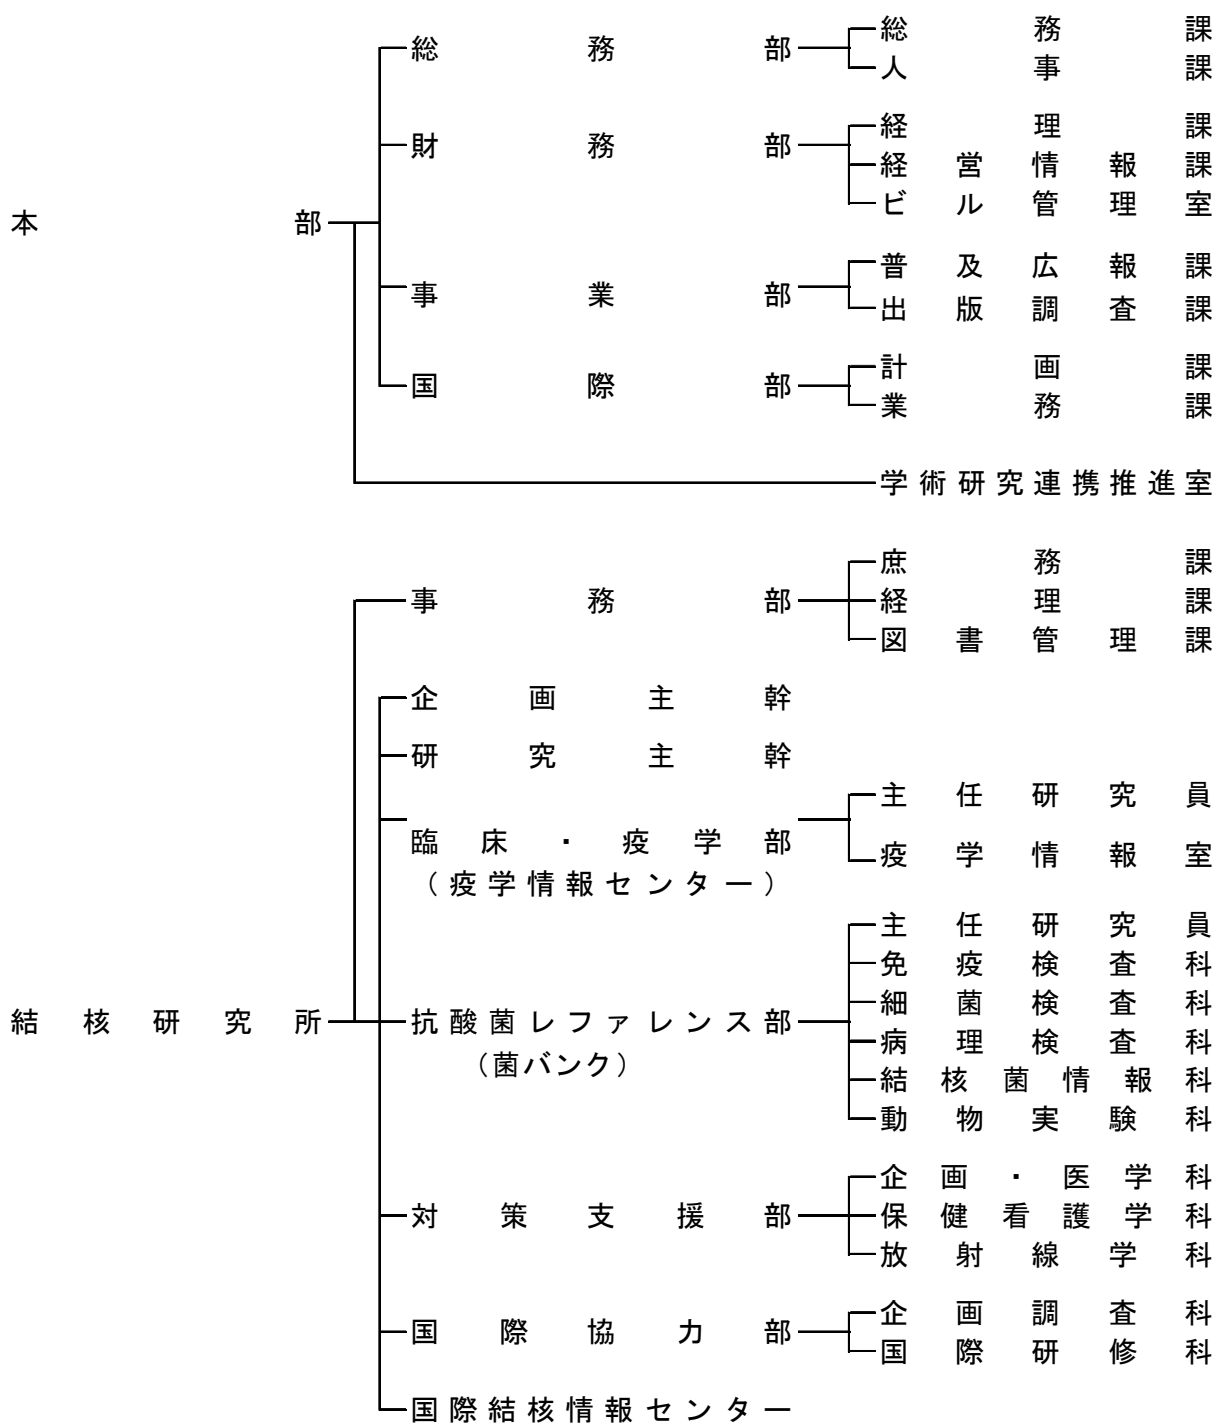 総務部
総務課
人事課
財務部
経理課
経営情報課
ビル管理室
本部
事業部
普及広報課
出版調査課
国際部
計画課
業務課
学術研究連携推進室
事務部
庶務課
経理課
図書管理課
企画主幹
研究主幹
臨床・疫学部
（疫学情報センター）
主任研究員
疫学情報室
結核研究所
抗酸菌レファレンス部
（菌バンク）
主任研究員
免疫検査科
細菌検査科
病理検査科
結核菌情報科
動物実験科
対策支援部
企画・医学科
保健看護学科
放射線学科
国際協力部
企画調査科
国際研修科
国際結核情報センター